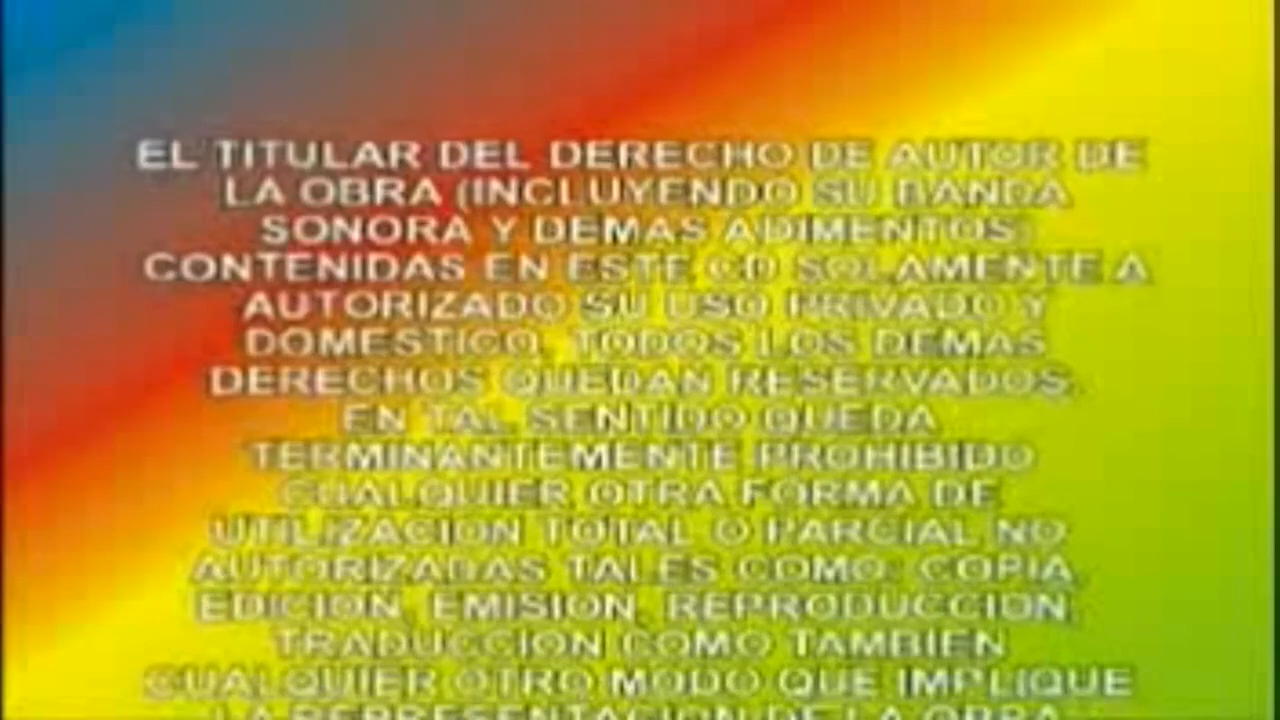 EL TITULAR DEL DERECHO DE AUTOR DE
LA OBRA (INCLUYENDO SU BANDA
SONORA Y DEMAS ADIMENTOS)
CONTENIDAS EN ESTE CD SOLAMENTE A
AUTORIZADO SU USO PRIVADO Y
DOMESTICO. TODOS LOS DEMAS
DERECHOS QUEDAN RESERVADOS.
EN TAL SENTIDO QUEDA
TERMINANTEMENTE PROHIBIDO
CUALQUIER OTRA FORMA DE
UTILIZACION TOTAL O PARCIAL NO
AUTORIZADAS TALES COMO: COPIA,
EDICION, EMISION, REPRODUCCION,
TRADUCCION COMO TAMBIEN
CUALQUIER OTRO MODO QUE IMPLIQUE
LA REPRESENTACION DE LA OBRA